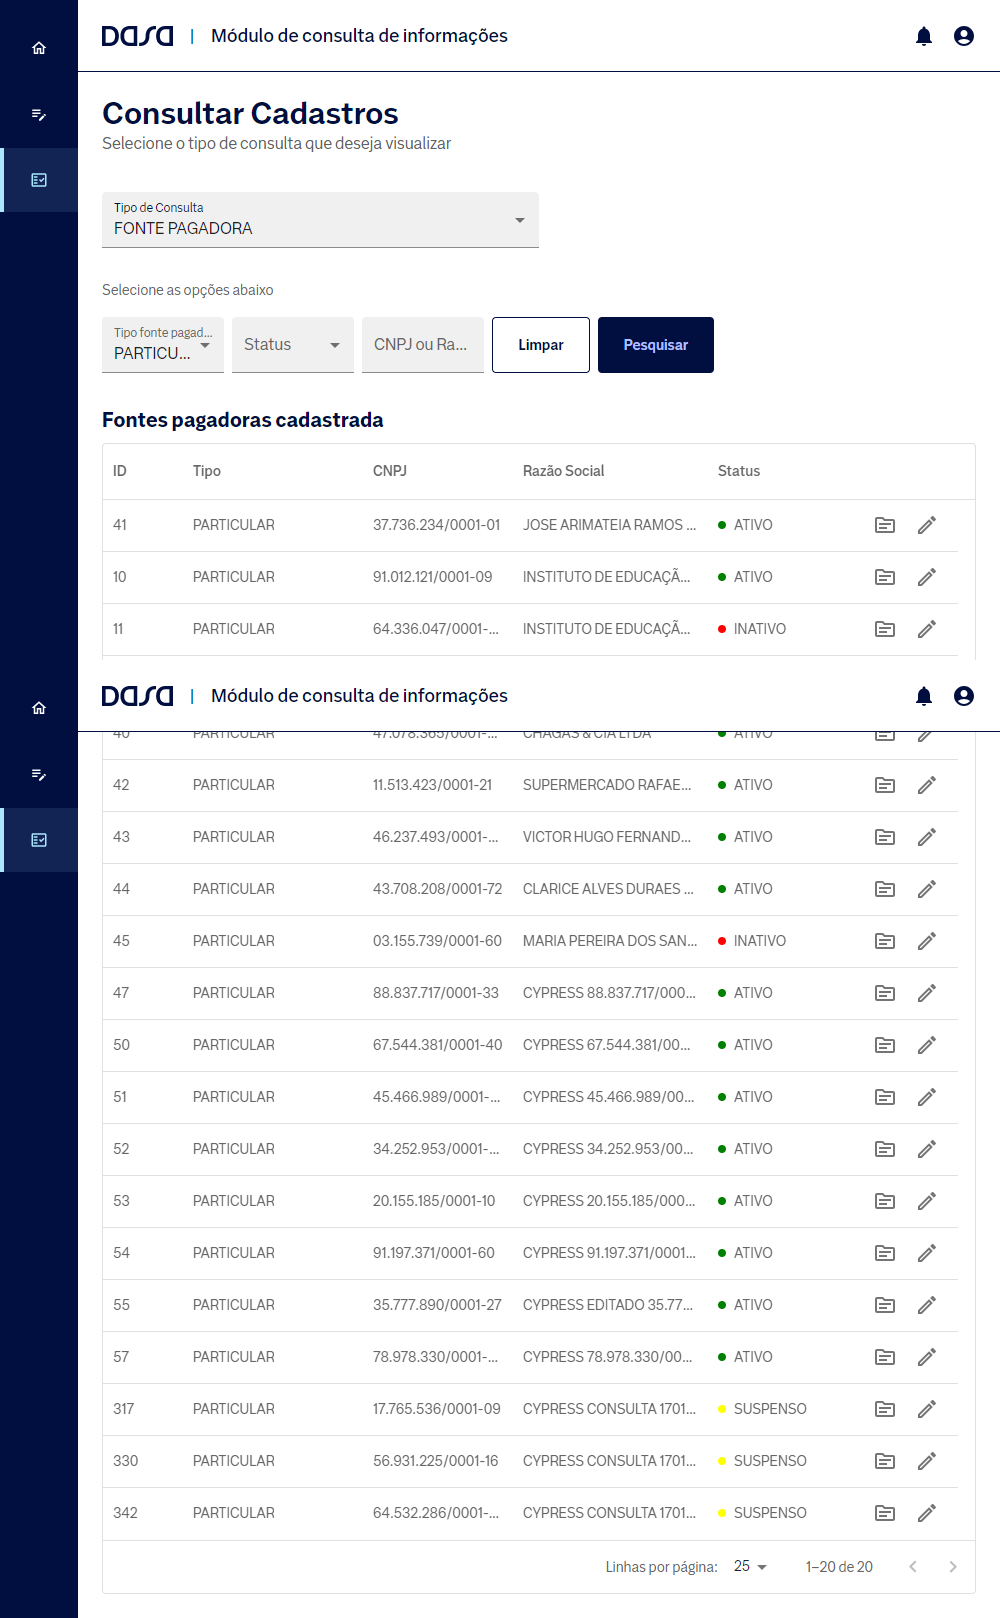 DASA | Módulo de consulta de informações
Consultar Cadastros
Selecione o tipo de consulta que deseja visualizar
Tipo de Consulta
FONTE PAGADORA
Selecione as opções abaixo
Tipo fonte pagad...
PARTICU... Status CNPJ ou Ra... Limpar Pesquisar
Fontes pagadoras cadastrada
ID Tipo CNPJ Razão Social Status
41 PARTICULAR 37.736.234/0001-01 JOSE ARIMATEIA RAMOS ... ATIVO
10 PARTICULAR 91.012.121/0001-09 INSTITUTO DE EDUCAÇÃ... ATIVO
11 PARTICULAR 64.336.047/0001-... INSTITUTO DE EDUCAÇÃ... INATIVO
DASA | Módulo de consulta de informações
40 PARTICULAR 47.078.365/0001-... CHAGAS & CIA LTDA ATIVO
42 PARTICULAR 11.513.423/0001-21 SUPERMERCADO RAFAE... ATIVO
43 PARTICULAR 46.237.493/0001-... VICTOR HUGO FERNAND... ATIVO
44 PARTICULAR 43.708.208/0001-72 CLARICE ALVES DURAES ... ATIVO
45 PARTICULAR 03.155.739/0001-60 MARIA PEREIRA DOS SAN... INATIVO
47 PARTICULAR 88.837.717/0001-33 CYPRESS 88.837.717/000... ATIVO
50 PARTICULAR 67.544.381/0001-40 CYPRESS 67.544.381/00... ATIVO
51 PARTICULAR 45.466.989/0001-... CYPRESS 45.466.989/00... ATIVO
52 PARTICULAR 34.252.953/0001-... CYPRESS 34.252.953/00... ATIVO
53 PARTICULAR 20.155.185/0001-10 CYPRESS 20.155.185/000... ATIVO
54 PARTICULAR 91.197.371/0001-60 CYPRESS 91.197.371/0001... ATIVO
55 PARTICULAR 35.777.890/0001-27 CYPRESS EDITADO 35.77... ATIVO
57 PARTICULAR 78.978.330/0001-... CYPRESS 78.978.330/00... ATIVO
317 PARTICULAR 17.765.536/0001-09 CYPRESS CONSULTA 1701... SUSPENSO
330 PARTICULAR 56.931.225/0001-16 CYPRESS CONSULTA 1701... SUSPENSO
342 PARTICULAR 64.532.286/0001-... CYPRESS CONSULTA 1701... SUSPENSO
Linhas por página: 25 1–20 de 20